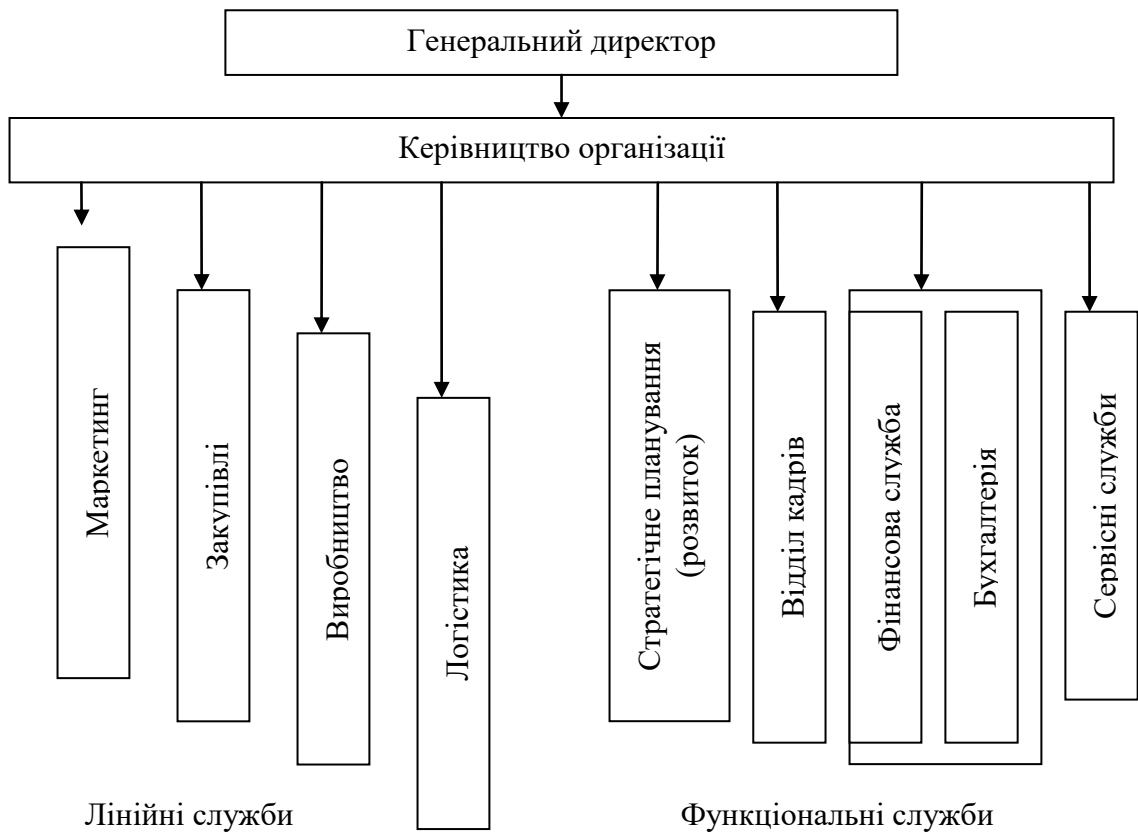 Генеральний директор
Керівництво організації
Маркетинг
Закупівлі
Виробництво
Логістика
Стратегічне планування
(розвиток)
Відділ кадрів
Фінансова служба
Бухгалтерія
Сервісні служби
Лінійні служби
Функціональні служби